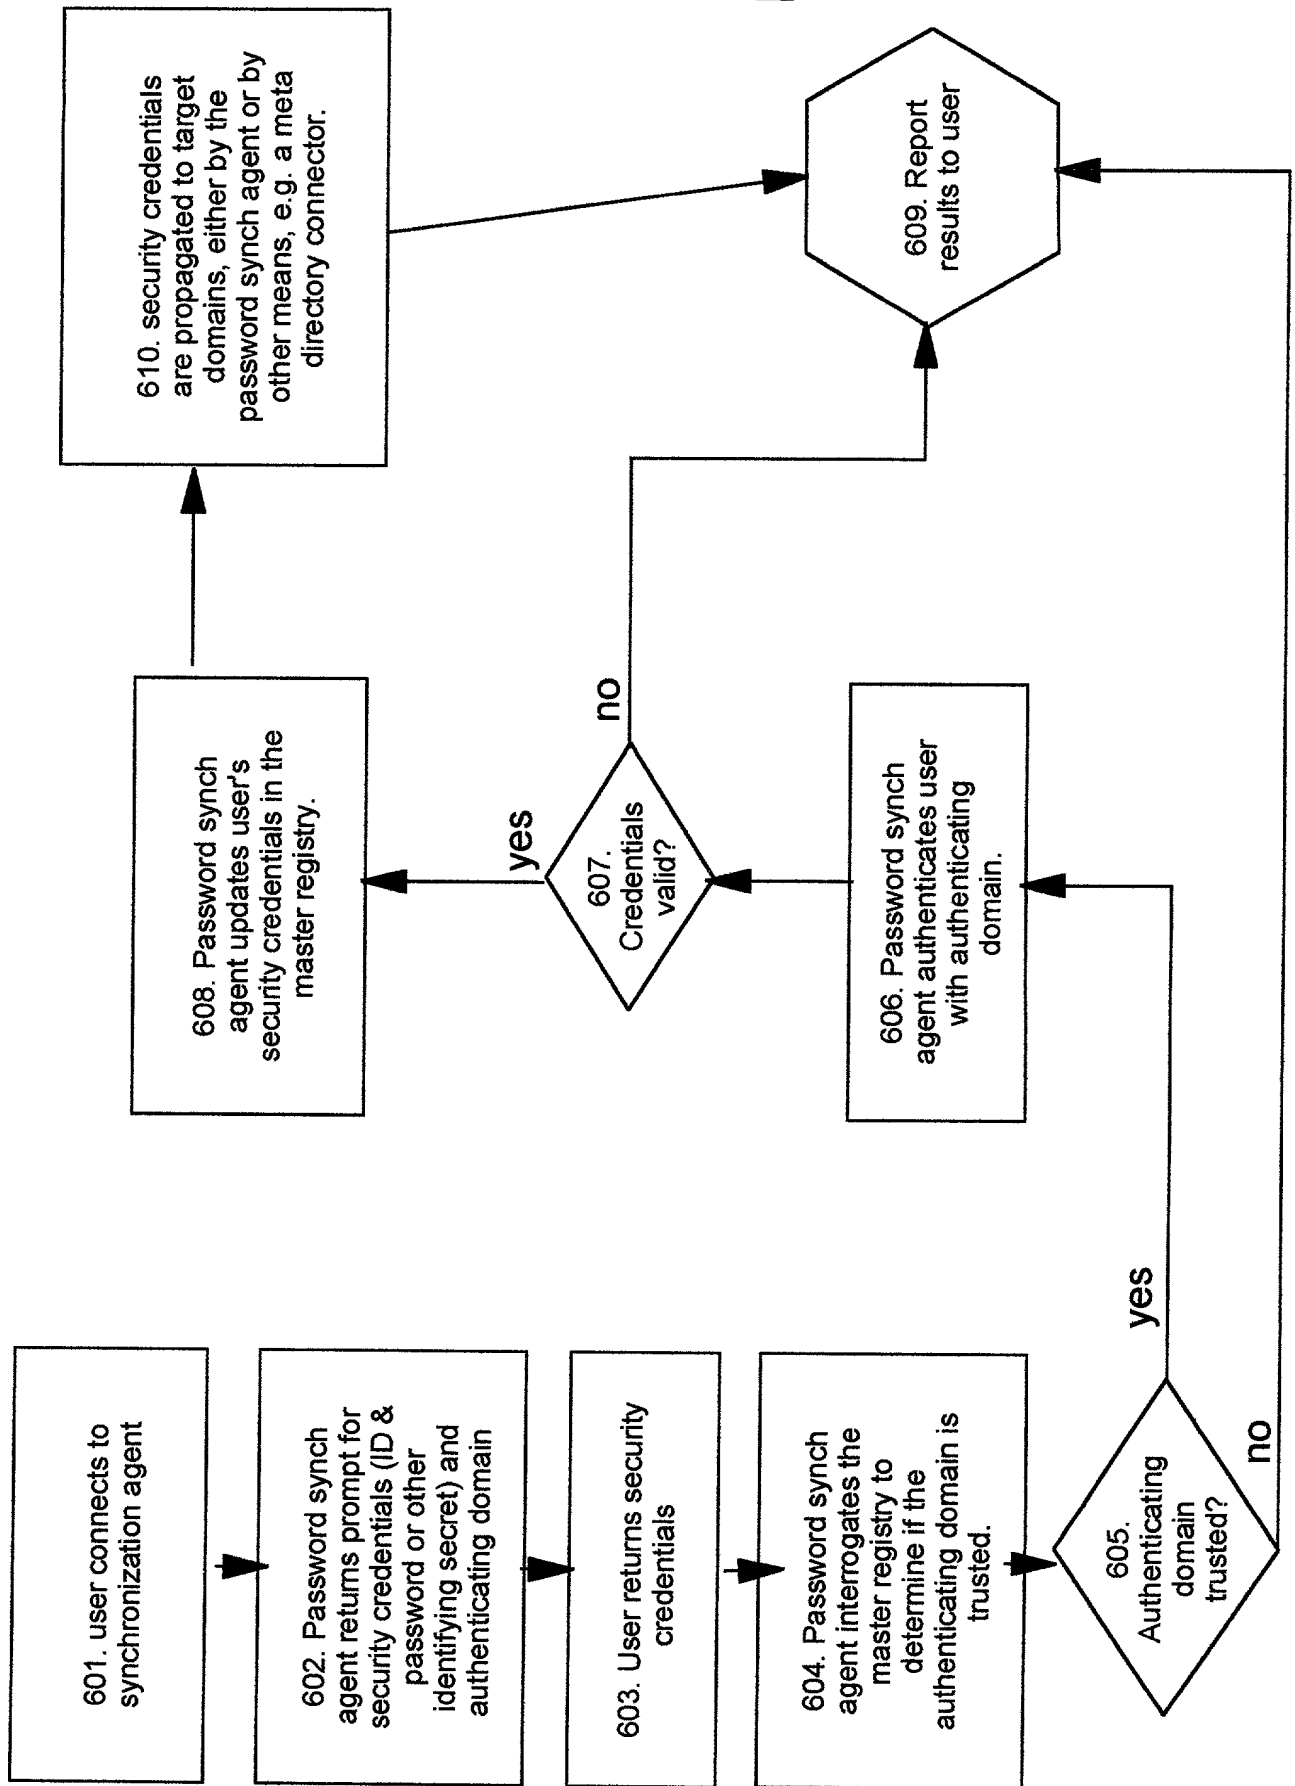 601. user connects to
synchronization agent
602. Password synch
agent returns prompt for
security credentials (ID &
password or other
identifying secret) and
authenticating domain
603. User returns security
credentials
604. Password synch
agent interrogates the
master registry to
determine if the
authenticating domain is
trusted.
605.
Authenticating
domain
trusted?
yes
no
606. Password synch
agent authenticates user
with authenticating
domain.
607.
Credentials
valid?
yes
no
608. Password synch
agent updates user's
security credentials in the
master registry.
610. security credentials
are propagated to target
domains, either by the
password synch agent or by
other means, e.g. a meta
directory connector.
609. Report
results to user